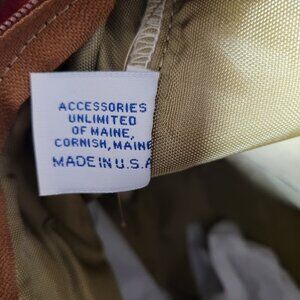 ACCESSORIES
UNLIMITED
OF MAINE,
CORNISH, MAINE
MADE IN U.S.A